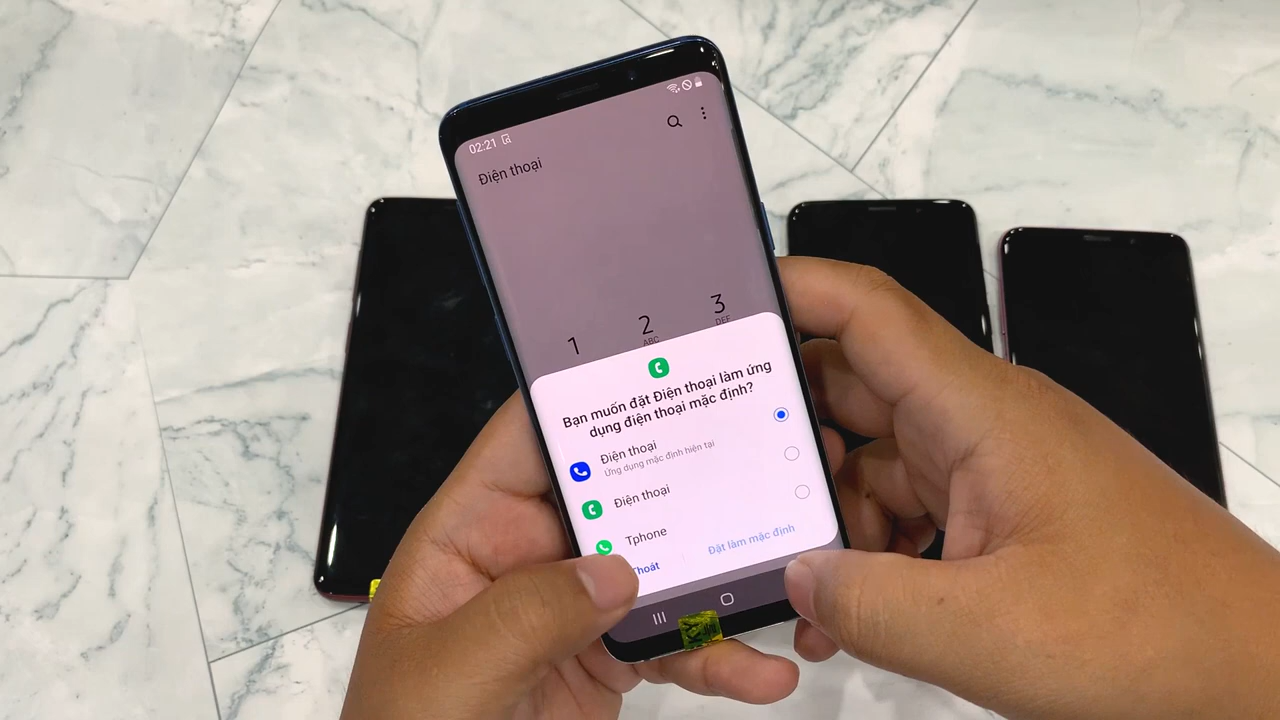 02:21
Điện thoại
1
2
ABC
3
DEF
Bạn muốn đặt Điện thoại làm ứng
dụng điện thoại mặc định?
Điện thoại
Ứng dụng mặc định hiện tại
Điện thoại
Tphone
Thoát
Đặt làm mặc định